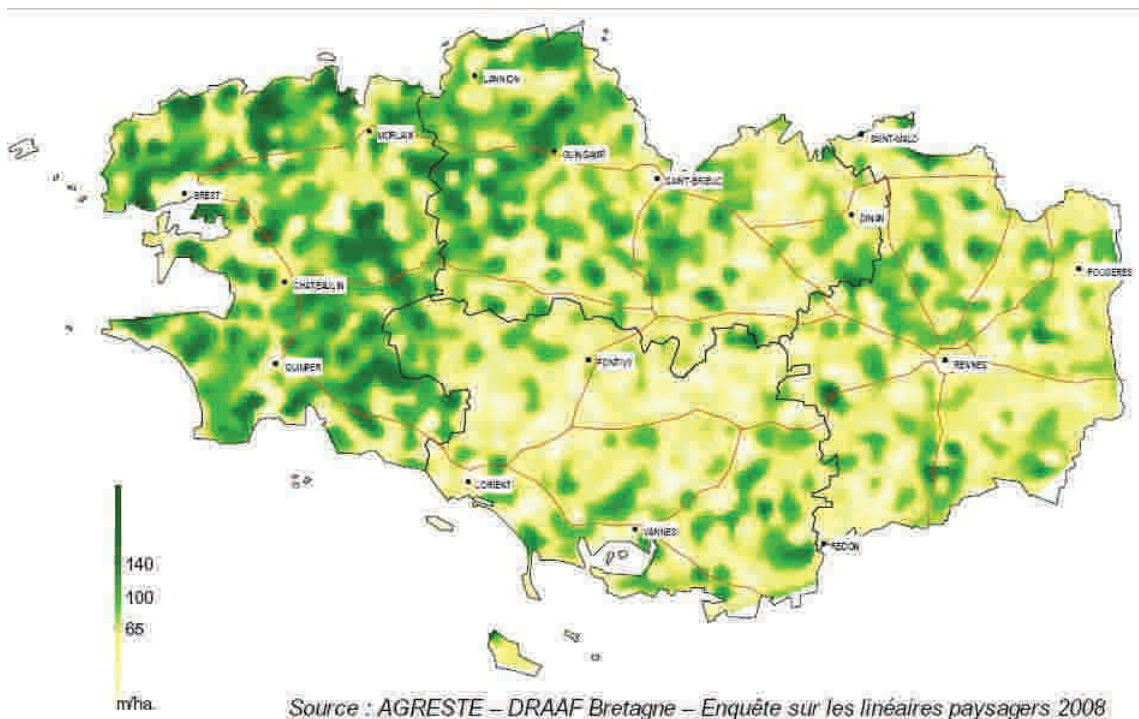 LANNION
MORLAIX
GUINGAMP
SAINT-MALO
SAINT-BRIEUC
BREST
DINAN
FOUGERES
CHATEAULIN
PONTIVY
RENNES
QUIMPER
LORIENT
VANNES
REDON
140
100
65
m/ha.
Source : AGRESTE – DRAAF Bretagne – Enquête sur les linéaires paysagers 2008